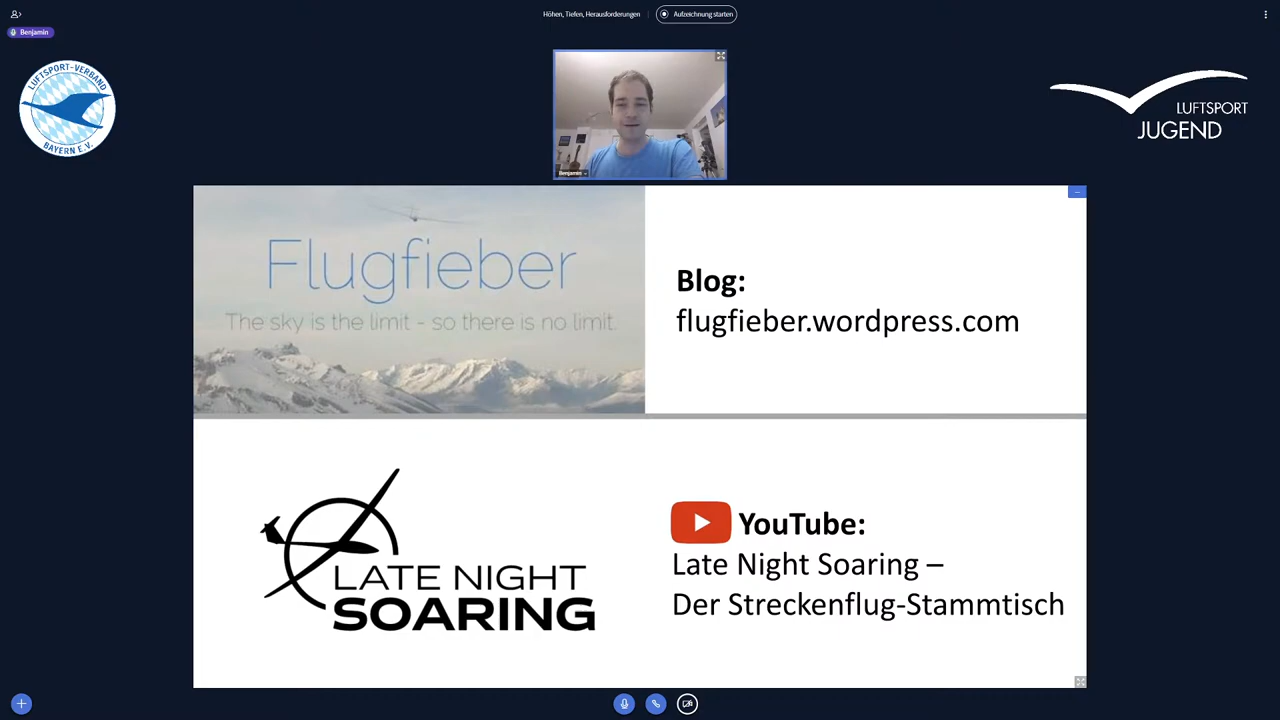 Höhen, Tiefen, Herausforderungen
Aufzeichnung starten
Benjamin
LUFTSPORT-VERBAND
BAYERN E.V.
Benjamin
LUFTSPORT
JUGEND
Flugfieber
The sky is the limit - so there is no limit.
Blog:
flugfieber.wordpress.com
LATE NIGHT
SOARING
YouTube:
Late Night Soaring –
Der Streckenflug-Stammtisch